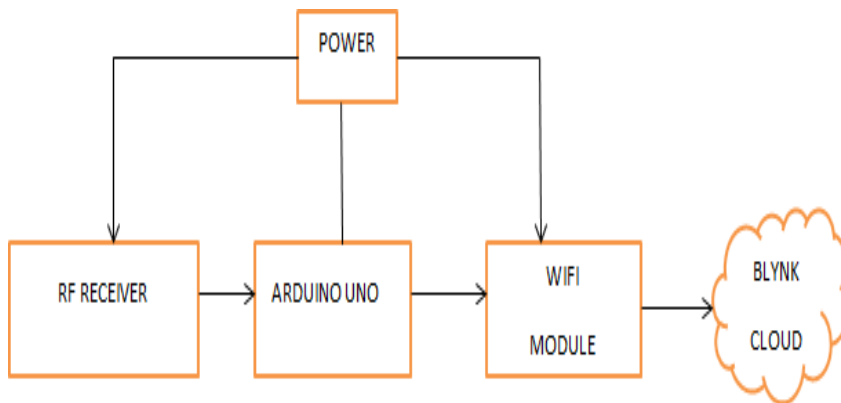 POWER
RF RECEIVER
ARDUINO UNO
WIFI
MODULE
BLYNK
CLOUD